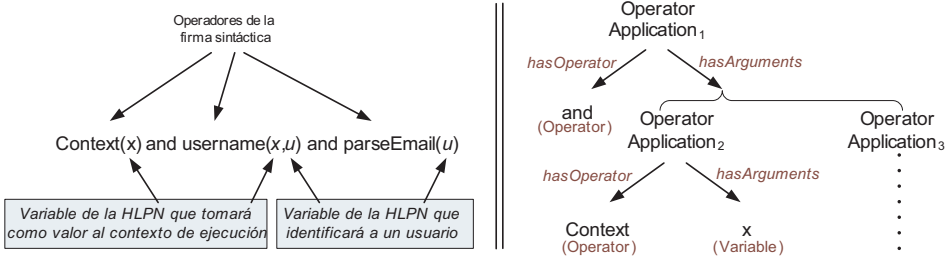 Operadores de la
firma sintáctica
Context(x) and username(x,u) and parseEmail(u)
Variable de la HLPN que tomará
como valor al contexto de ejecución
Variable de la HLPN que
identificará a un usuario
Operator
Application1
hasOperator
hasArguments
and
(Operator)
Operator
Application2
Operator
Application3
hasOperator
hasArguments
Context
(Operator)
x
(Variable)